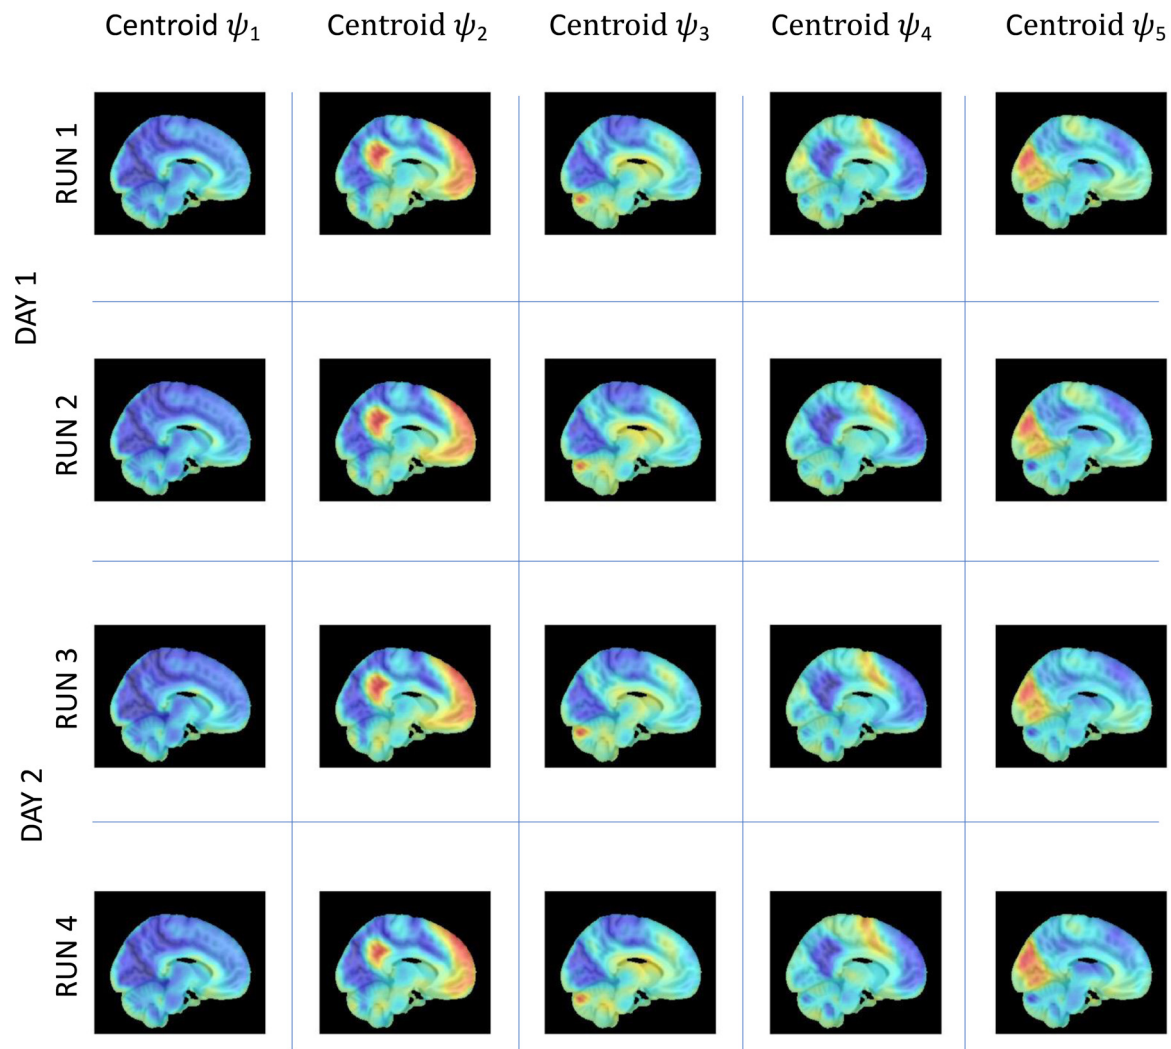 Centroid ψ₁
Centroid ψ₂
Centroid ψ₃
Centroid ψ₄
Centroid ψ₅
DAY 1
RUN 1
RUN 2
DAY 2
RUN 3
RUN 4